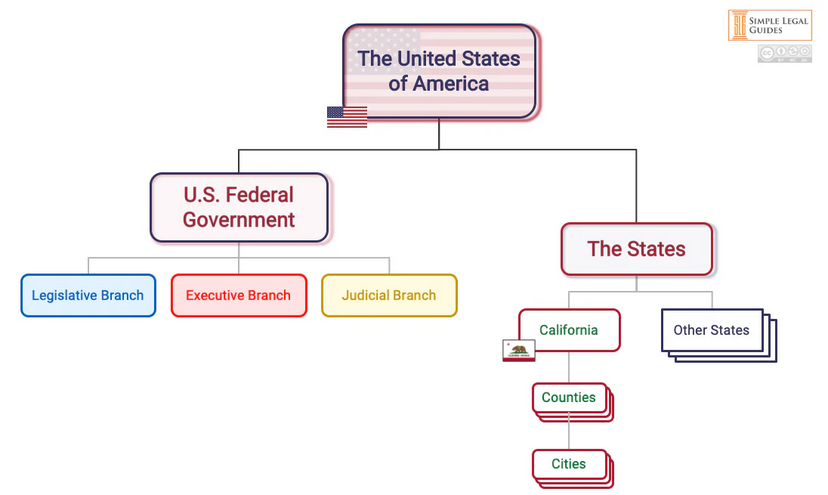 SIMPLE LEGAL
GUIDES
The United States
of America
U.S. Federal
Government
The States
Legislative Branch
Executive Branch
Judicial Branch
California
Other States
Counties
Cities